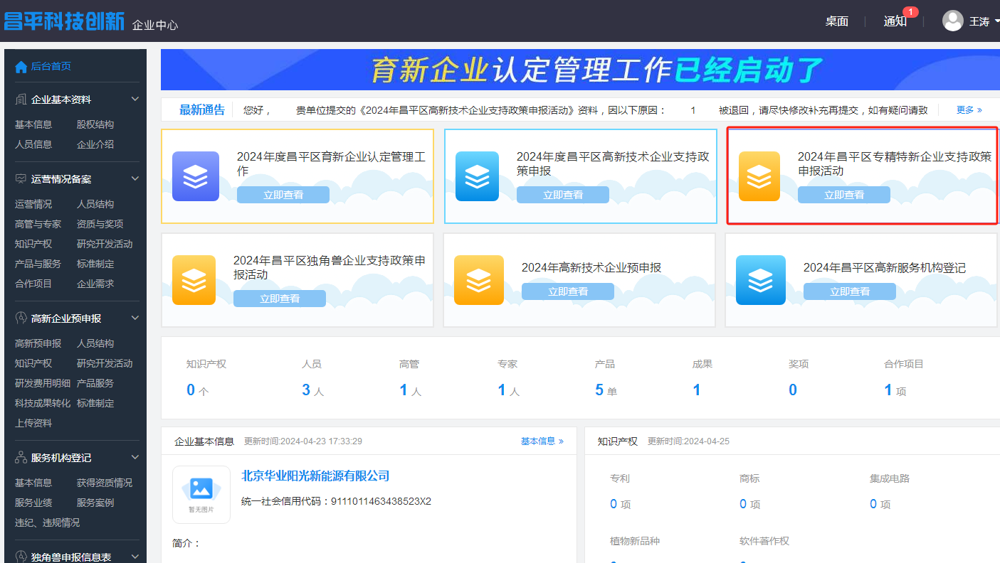 昌平科技创新 企业中心
桌面
通知
1
王涛
后台首页
企业基本资料
基本信息 股权结构
人员信息 企业介绍
运营情况备案
运营情况 人员结构
高管与专家 资质与奖项
知识产权 研究开发活动
产品与服务 标准制定
合作项目 企业需求
高新企业预申报
高新预申报 人员结构
知识产权 研究开发活动
研发费用明细 产品服务
科技成果转化 标准制定
上传资料
服务机构登记
基本信息 获得资质情况
服务业绩 服务案例
违纪、违规情况
独角兽申报信息表
育新企业认定管理工作已经启动了
最新通告 您好， 贵单位提交的《2024年昌平区高新技术企业支持政策申报活动》资料，因以下原因： 1 被退回，请尽快修改补充再提交，如有疑问请致 更多 »
2024年度昌平区育新企业认定管理工
作
立即查看
2024年度昌平区高新技术企业支持政
策申报
立即查看
2024年昌平区专精特新企业支持政策
申报活动
立即查看
2024年昌平区独角兽企业支持政策申
报活动
立即查看
2024年高新技术企业预申报
立即查看
2024年昌平区高新服务机构登记
立即查看
知识产权 人员 高管 专家 产品 成果 奖项 合作项目
0 个 3 人 1 人 1 人 5 单 1 0 1 项
企业基本信息 更新时间:2024-04-23 17:33:29 基本信息 »
暂无图片
北京华业阳光新能源有限公司
统一社会信用代码：9111011463438523X2
简介：
知识产权 更新时间:2024-04-25
专利 商标 集成电路
0 项 0 项 0 项
植物新品种 软件著作权